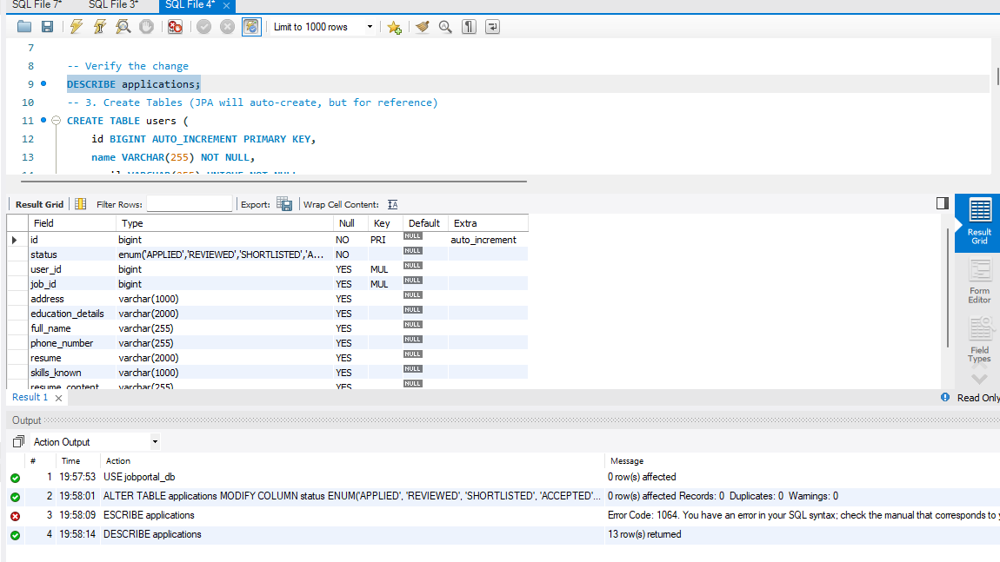 SQL File 7* SQL File 3* SQL File 4* ×
Limit to 1000 rows
7
8 -- Verify the change
9 DESCRIBE applications;
10 -- 3. Create Tables (JPA will auto-create, but for reference)
11 CREATE TABLE users (
12 id BIGINT AUTO_INCREMENT PRIMARY KEY,
13 name VARCHAR(255) NOT NULL,
Result Grid Filter Rows: Export: Wrap Cell Content:
Field Type Null Key Default Extra
id bigint NO PRI NULL auto_increment
status enum('APPLIED','REVIEWED','SHORTLISTED','A... NO NULL
user_id bigint YES MUL NULL
job_id bigint YES MUL NULL
address varchar(1000) YES NULL
education_details varchar(2000) YES NULL
full_name varchar(255) YES NULL
phone_number varchar(255) YES NULL
resume varchar(2000) YES NULL
skills_known varchar(1000) YES NULL
resume_content varchar(255) YES NULL
Result
Grid
Form
Editor
Field
Types
Result 1 × Read Only
Output
Action Output
# Time Action Message
1 19:57:53 USE jobportal_db 0 row(s) affected
2 19:58:01 ALTER TABLE applications MODIFY COLUMN status ENUM('APPLIED', 'REVIEWED', 'SHORTLISTED', 'ACCEPTED'... 0 row(s) affected Records: 0 Duplicates: 0 Warnings: 0
3 19:58:09 ESCRIBE applications Error Code: 1064. You have an error in your SQL syntax; check the manual that corresponds to
4 19:58:14 DESCRIBE applications 13 row(s) returned